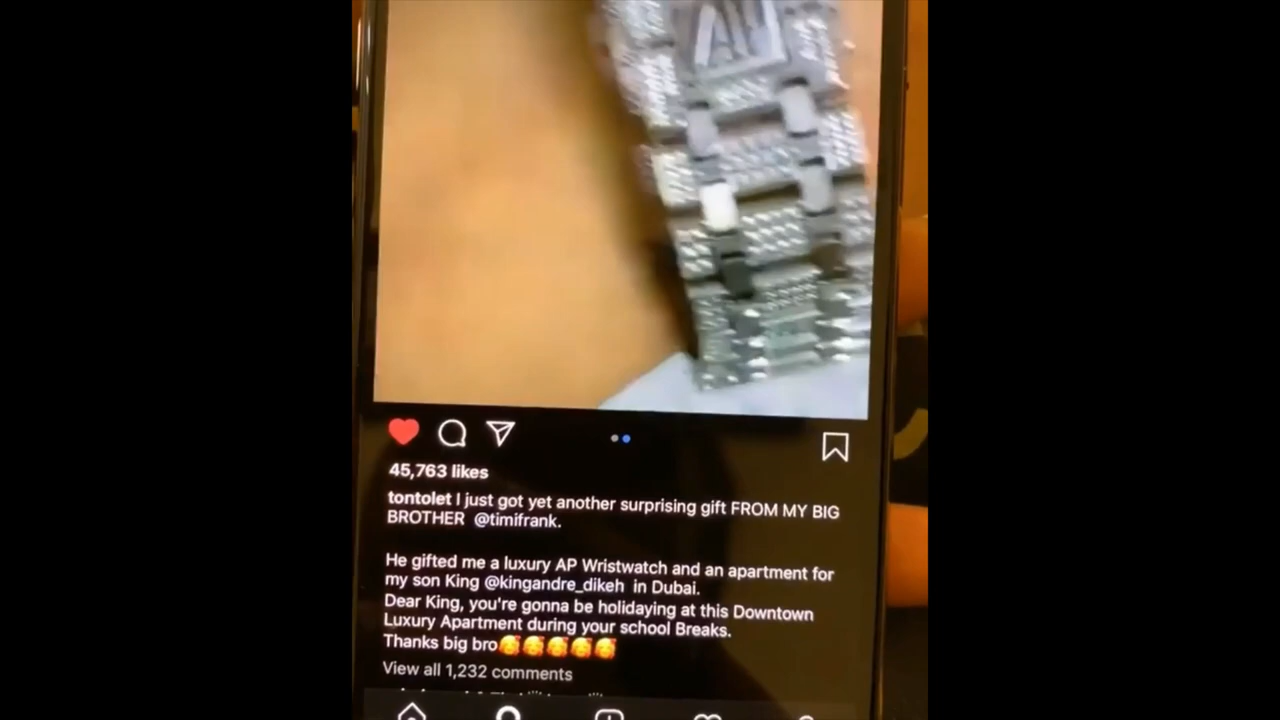 AP
45,763 likes
tontolet I just got yet another surprising gift FROM MY BIG
BROTHER @timifrank.
He gifted me a luxury AP Wristwatch and an apartment for
my son King @kingandre_dikeh in Dubai.
Dear King, you're gonna be holidaying at this Downtown
Luxury Apartment during your school Breaks.
Thanks big bro🥰🥰🥰🥰🥰
View all 1,232 comments